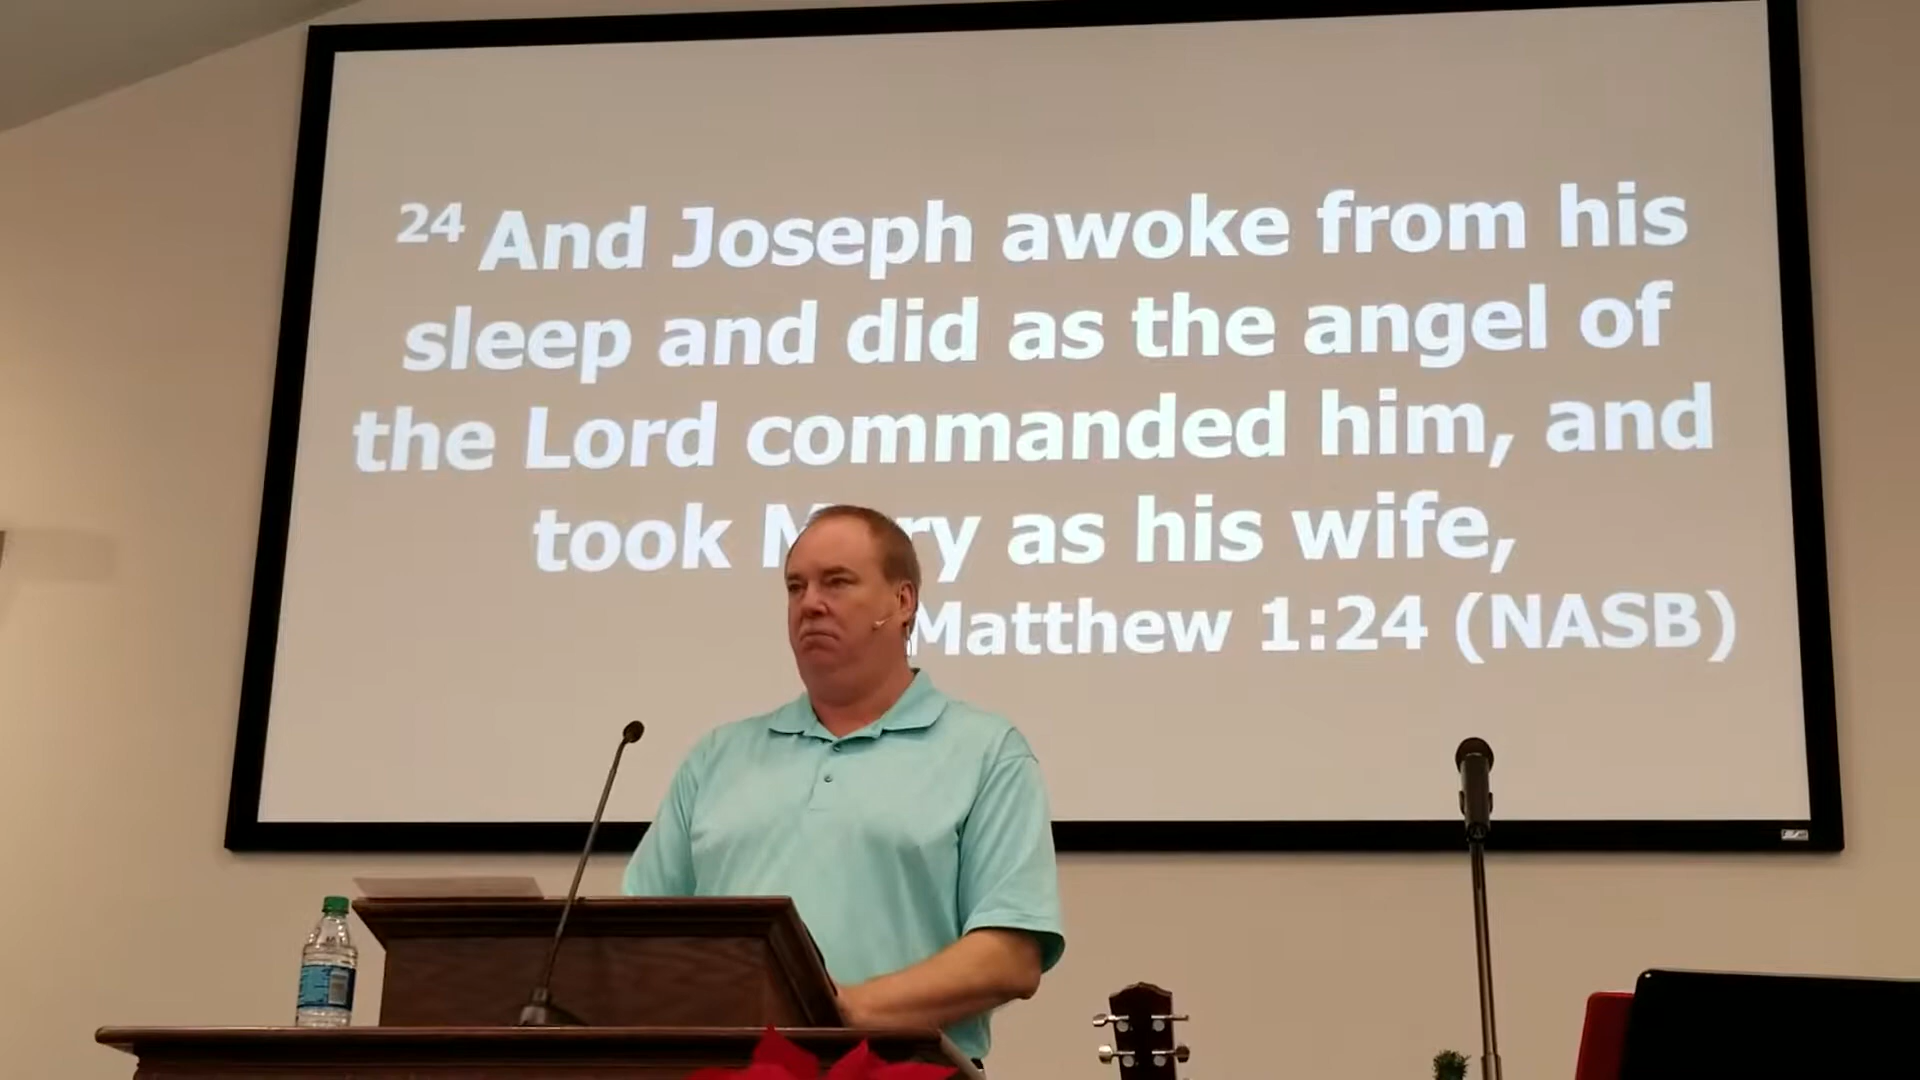 24 And Joseph awoke from his
sleep and did as the angel of
the Lord commanded him, and
took Mary as his wife,
Matthew 1:24 (NASB)